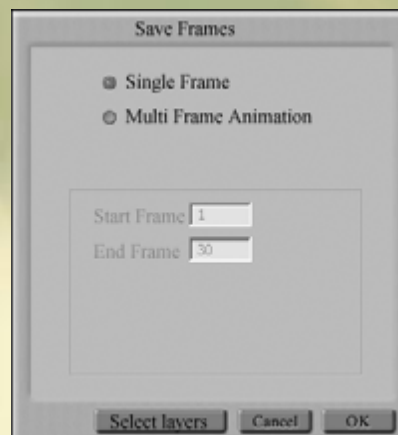 Save Frames
Single Frame
Multi Frame Animation
Start Frame 1
End Frame 30
Select layers Cancel OK